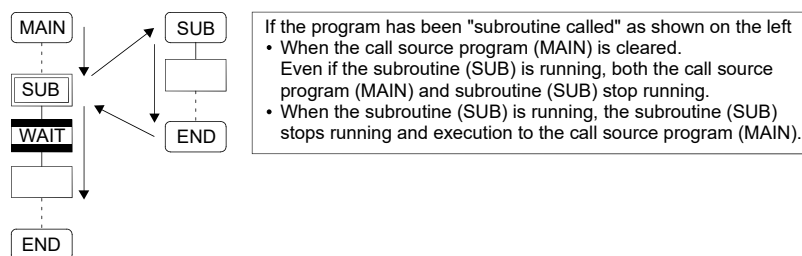 MAIN
SUB
WAIT
END
SUB
END
If the program has been "subroutine called" as shown on the left
• When the call source program (MAIN) is cleared.
Even if the subroutine (SUB) is running, both the call source
program (MAIN) and subroutine (SUB) stop running.
• When the subroutine (SUB) is running, the subroutine (SUB)
stops running and execution to the call source program (MAIN).